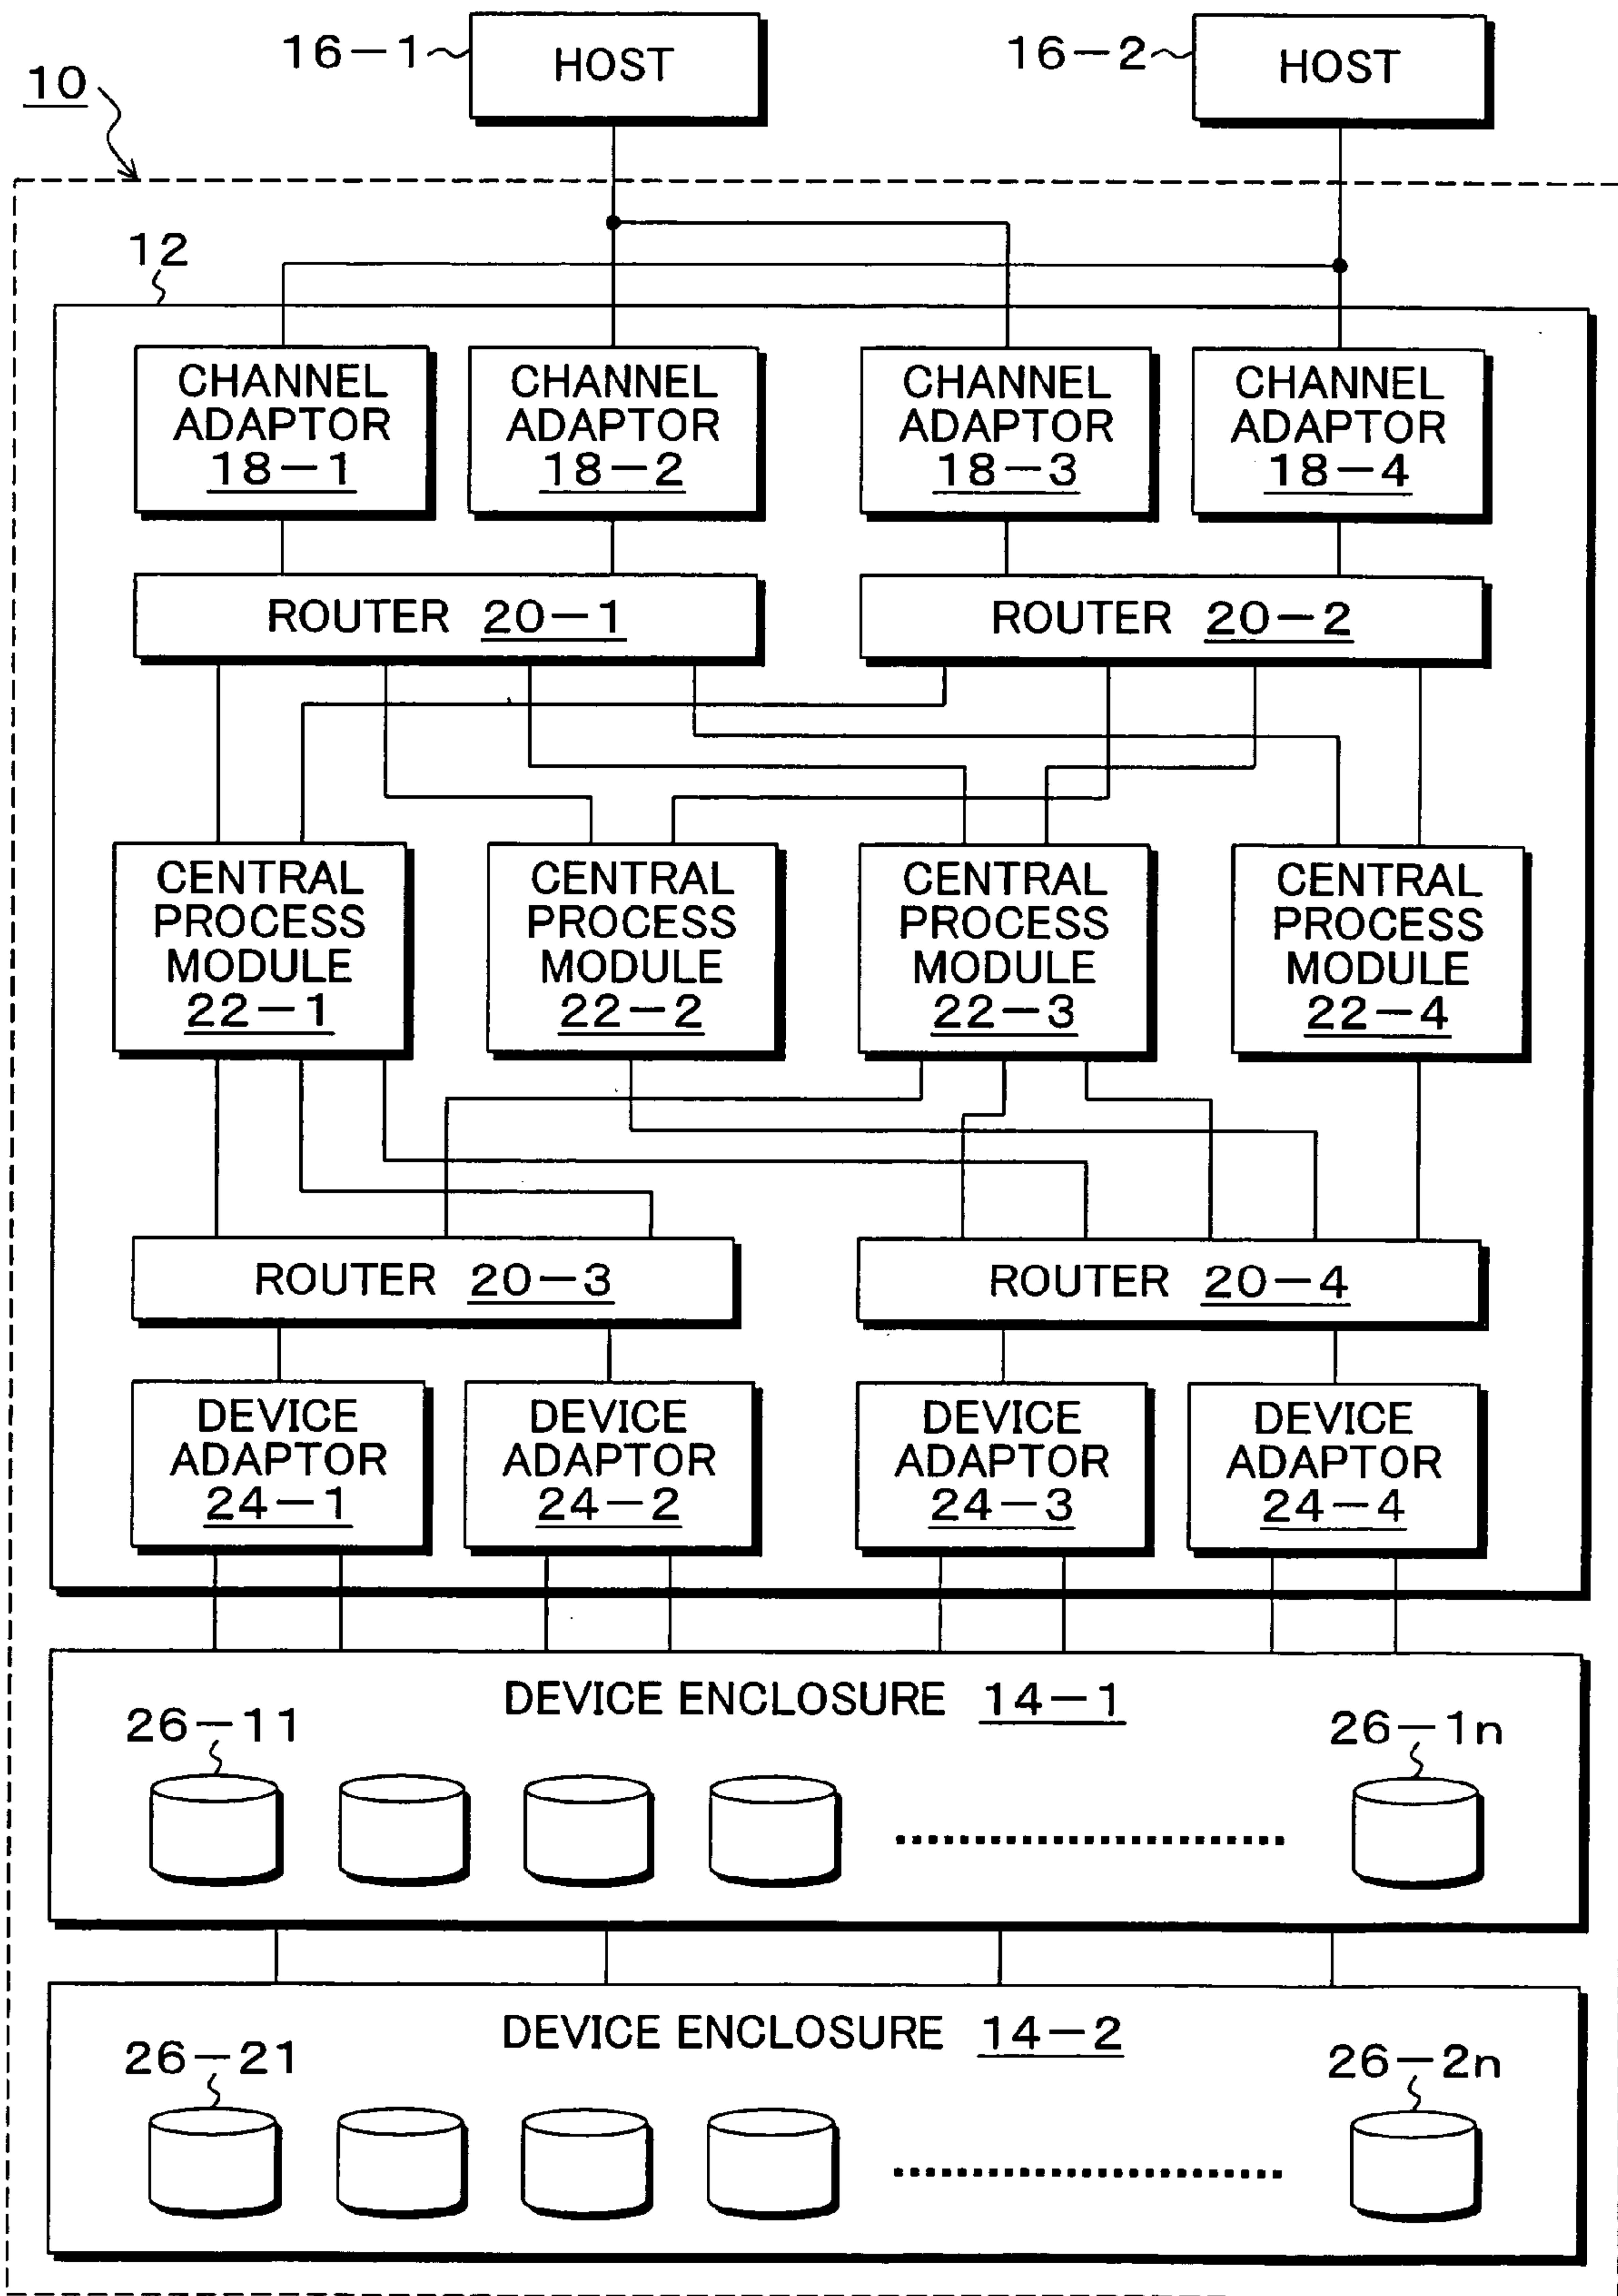 16-1
HOST
16-2
HOST
10
12
CHANNEL
ADAPTOR
18-1
CHANNEL
ADAPTOR
18-2
CHANNEL
ADAPTOR
18-3
CHANNEL
ADAPTOR
18-4
ROUTER 20-1
ROUTER 20-2
CENTRAL
PROCESS
MODULE
22-1
CENTRAL
PROCESS
MODULE
22-2
CENTRAL
PROCESS
MODULE
22-3
CENTRAL
PROCESS
MODULE
22-4
ROUTER 20-3
ROUTER 20-4
DEVICE
ADAPTOR
24-1
DEVICE
ADAPTOR
24-2
DEVICE
ADAPTOR
24-3
DEVICE
ADAPTOR
24-4
DEVICE ENCLOSURE 14-1
26-11
26-1n
DEVICE ENCLOSURE 14-2
26-21
26-2n